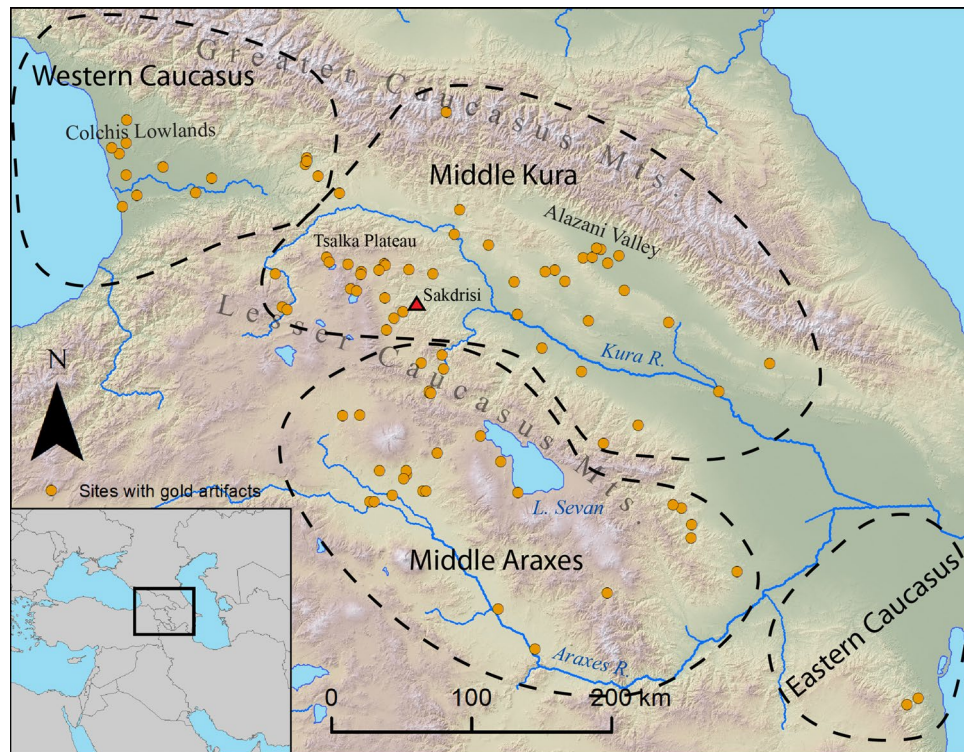 Greater Caucasus Mts.
Western Caucasus
Colchis Lowlands
Middle Kura
Alazani Valley
Tsalka Plateau
Sakdrisi
Lesser Caucasus Mts.
Kura R.
N
Sites with gold artifacts
L. Sevan
Middle Araxes
Eastern Caucasus
Araxes R.
0 100 200 km